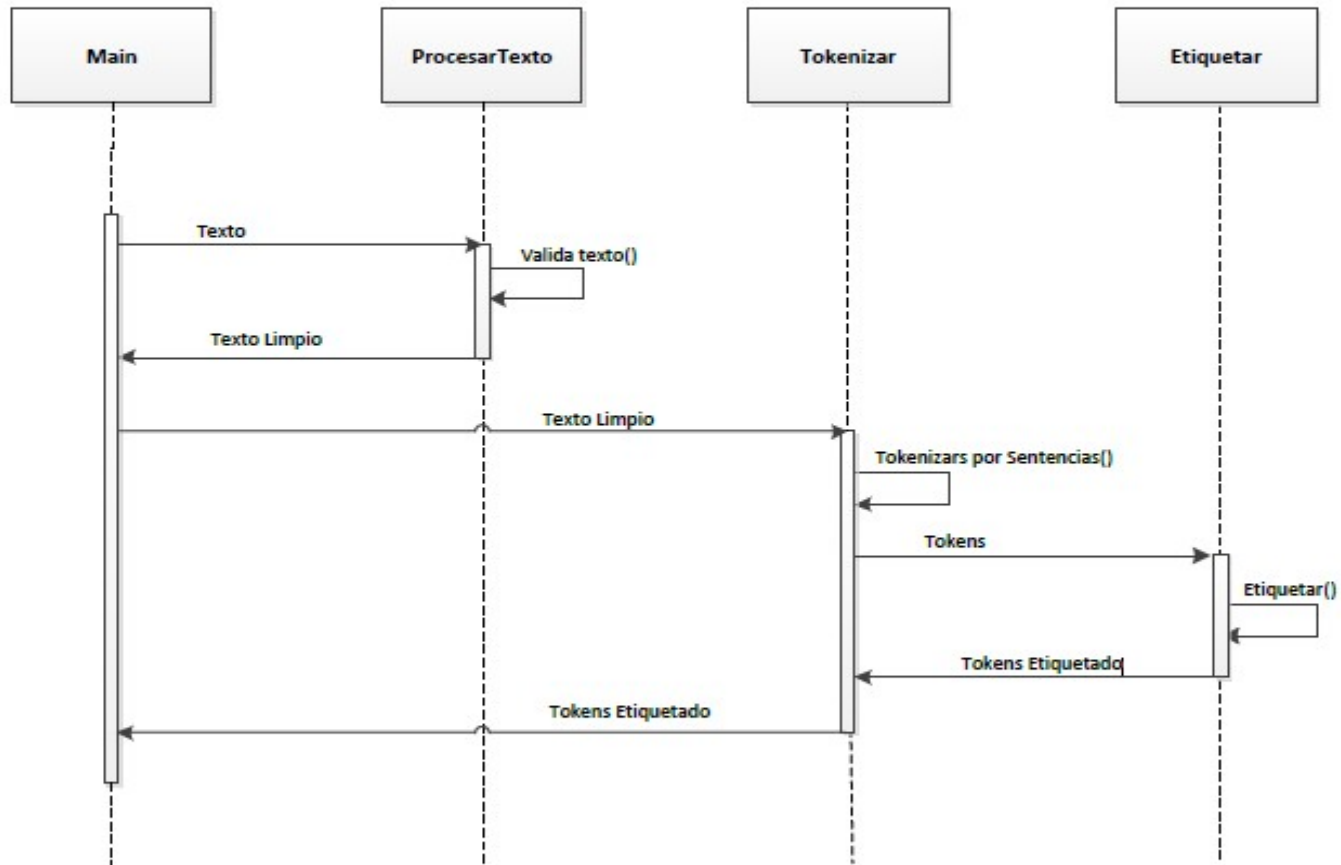 Main
ProcesarTexto
Tokenizar
Etiquetar
Texto
Valida texto()
Texto Limpio
Texto Limpio
Tokenizars por Sentencias()
Tokens
Etiquetar()
Tokens Etiquetado
Tokens Etiquetado